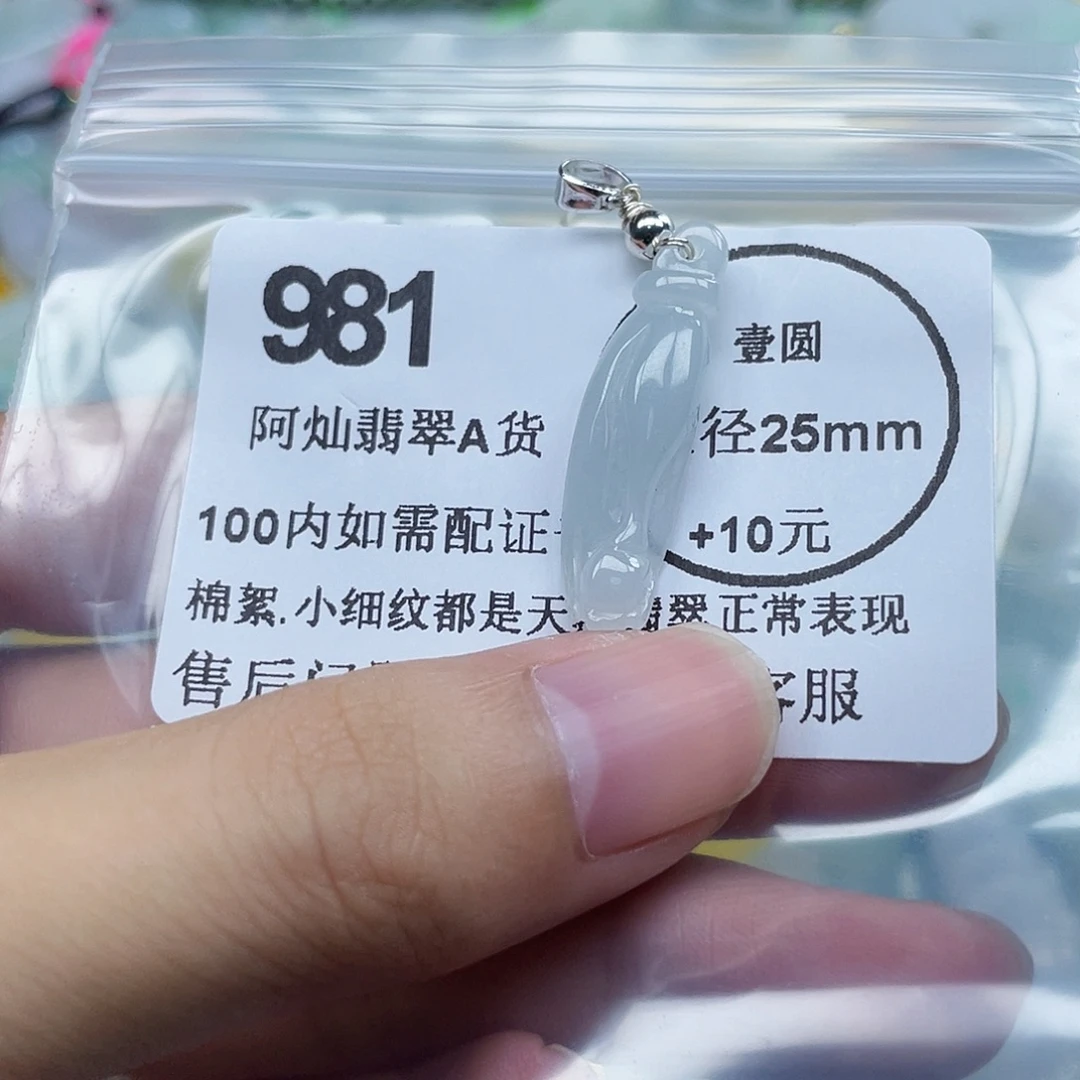 981
壹圆
阿灿翡翠A货
径25mm
100内如需配证
+10元
棉絮.小细纹都是天 翠正常表现
售后 客服